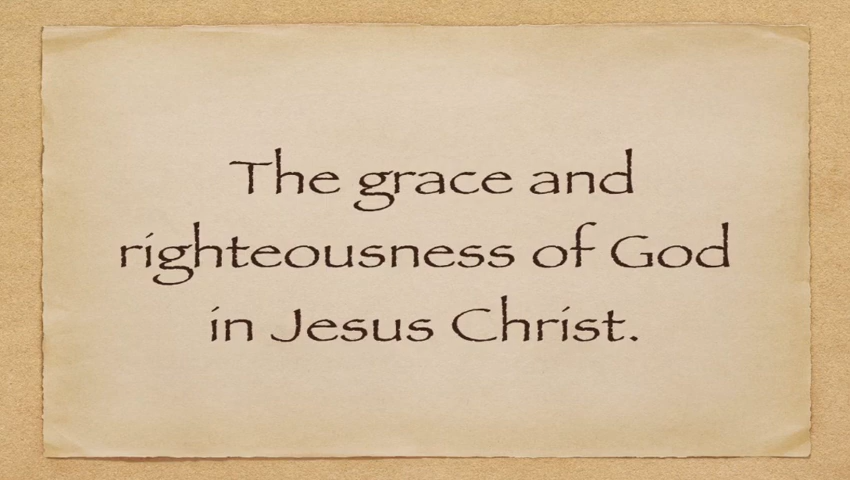 The grace and
righteousness of God
in Jesus Christ.